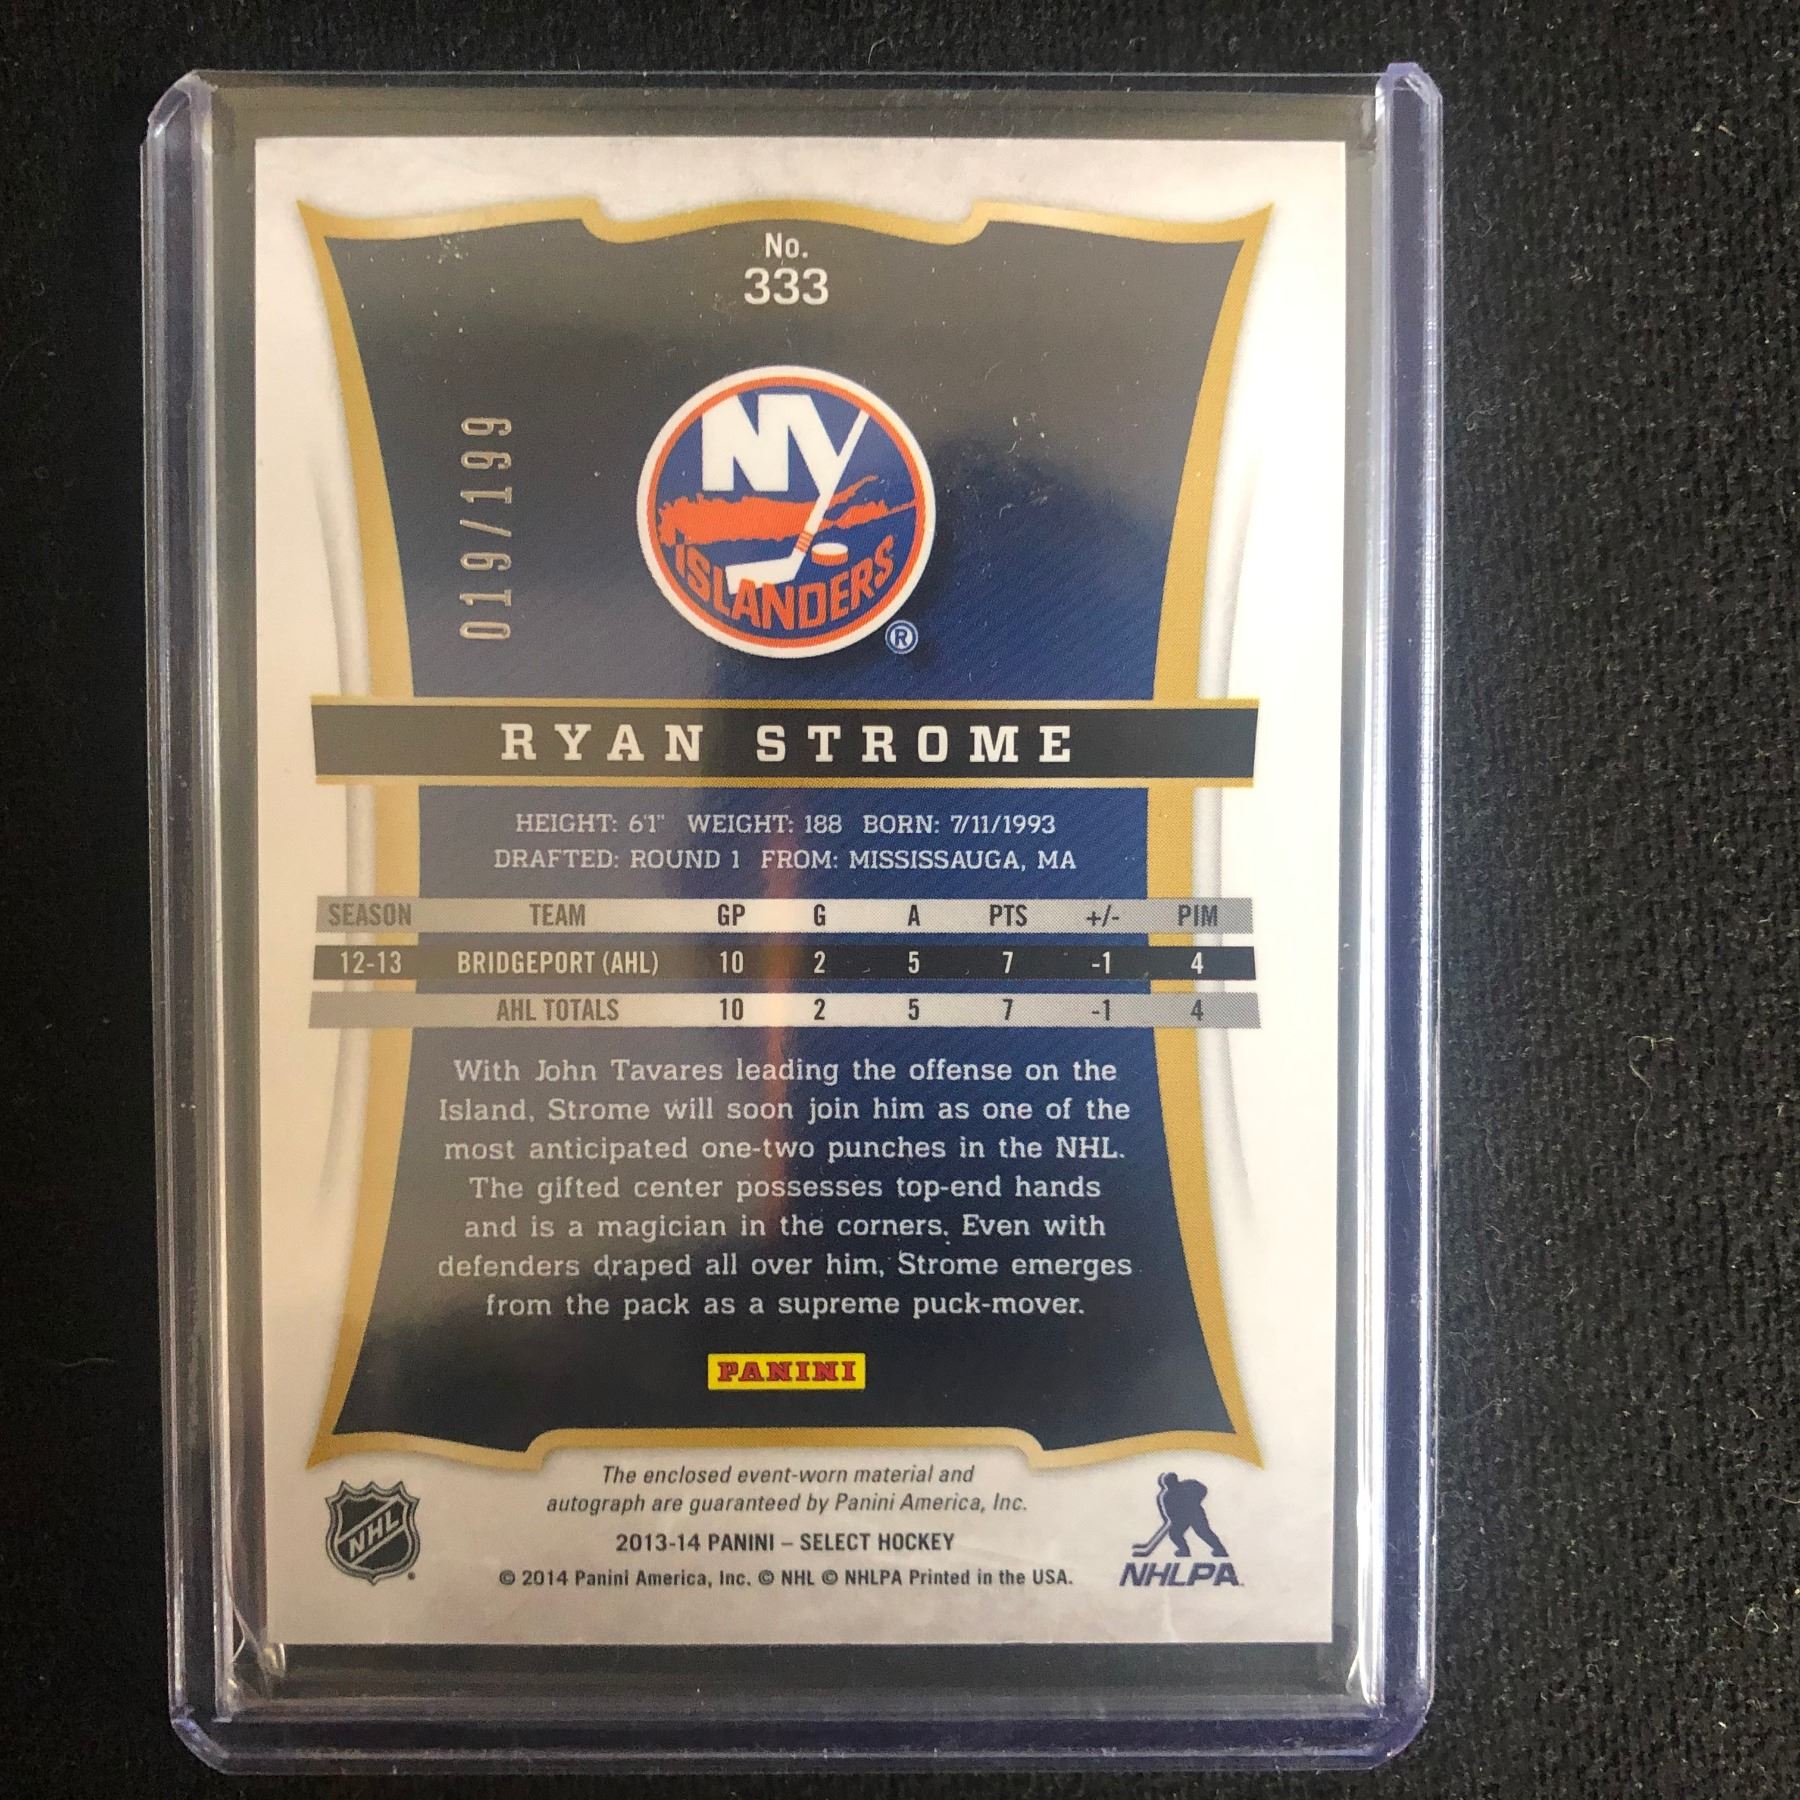 No.
333
019/199
NY
ISLANDERS
®
RYAN STROME
HEIGHT: 6'1" WEIGHT: 188 BORN: 7/11/1993
DRAFTED: ROUND 1 FROM: MISSISSAUGA, MA
SEASON TEAM GP G A PTS +/- PIM
12-13 BRIDGEPORT (AHL) 10 2 5 7 -1 4
AHL TOTALS 10 2 5 7 -1 4
With John Tavares leading the offense on the
Island, Strome will soon join him as one of the
most anticipated one-two punches in the NHL.
The gifted center possesses top-end hands
and is a magician in the corners. Even with
defenders draped all over him, Strome emerges
from the pack as a supreme puck-mover.
PANINI
The enclosed event-worn material and
autograph are guaranteed by Panini America, Inc.
2013-14 PANINI – SELECT HOCKEY
© 2014 Panini America, Inc. © NHL © NHLPA Printed in the USA.
NHL
NHLPA